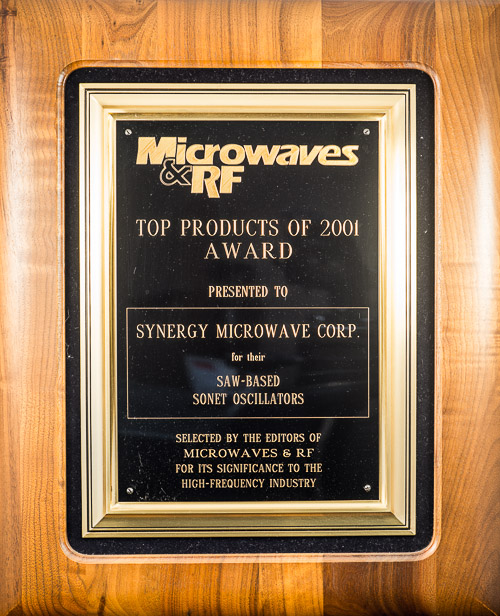 Microwaves
&RF
TOP PRODUCTS OF 2001
AWARD
PRESENTED TO
SYNERGY MICROWAVE CORP.
for their
SAW-BASED
SONET OSCILLATORS
SELECTED BY THE EDITORS OF
MICROWAVES & RF
FOR ITS SIGNIFICANCE TO THE
HIGH-FREQUENCY INDUSTRY